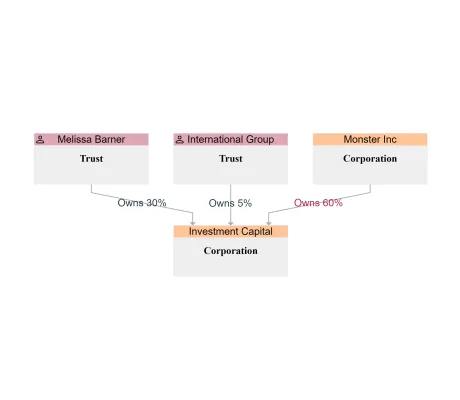 Melissa Barner
Trust
International Group
Trust
Monster Inc
Corporation
Owns 30%
Owns 5%
Owns 60%
Investment Capital
Corporation